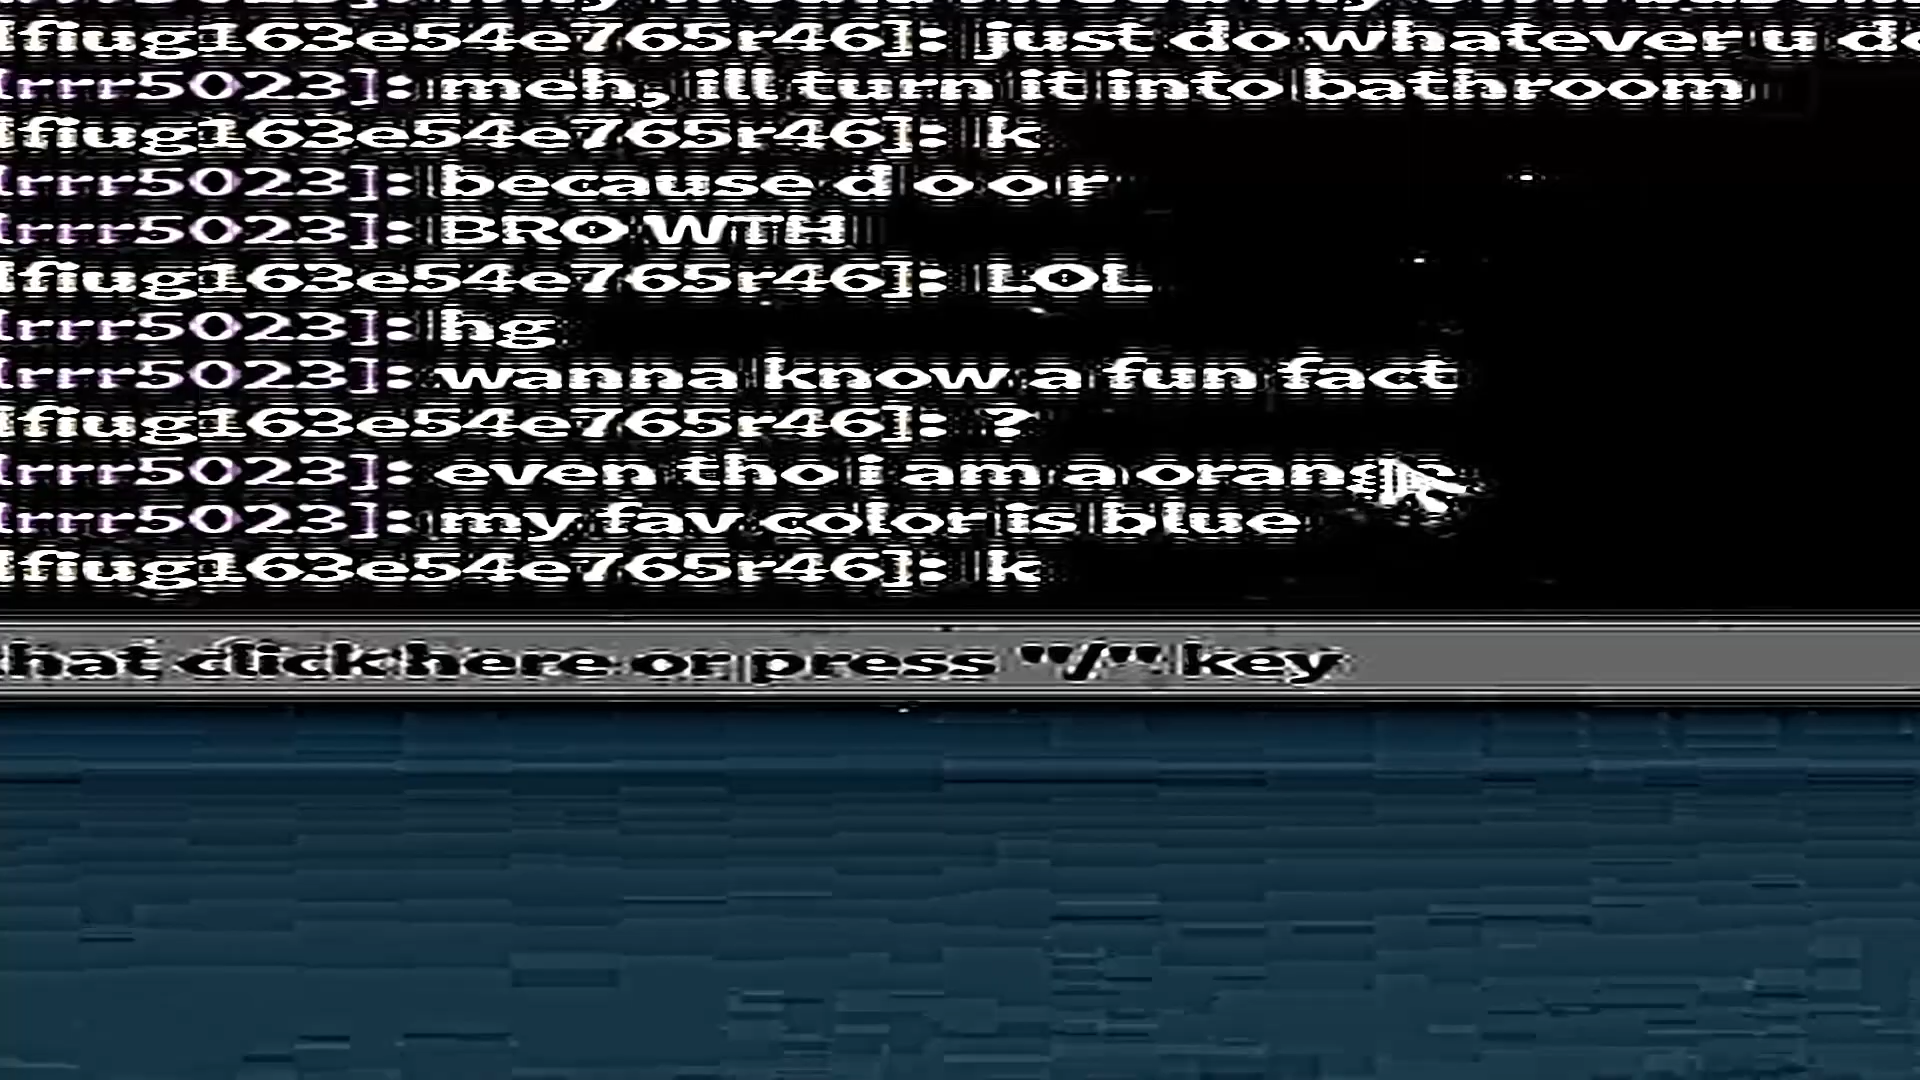 fiug163e54e765r46]: just do whatever u do
rrr5023]: meh, ill turn it into bathroom
fiug163e54e765r46]: k
rrr5023]: because d o o r
rrr5023]: BRO WTH
fiug163e54e765r46]: LOL
rrr5023]: hg
rrr5023]: wanna know a fun fact
fiug163e54e765r46]: ?
rrr5023]: even tho i am a orange
rrr5023]: my fav color is blue
fiug163e54e765r46]: k
hat click here or press "/" key